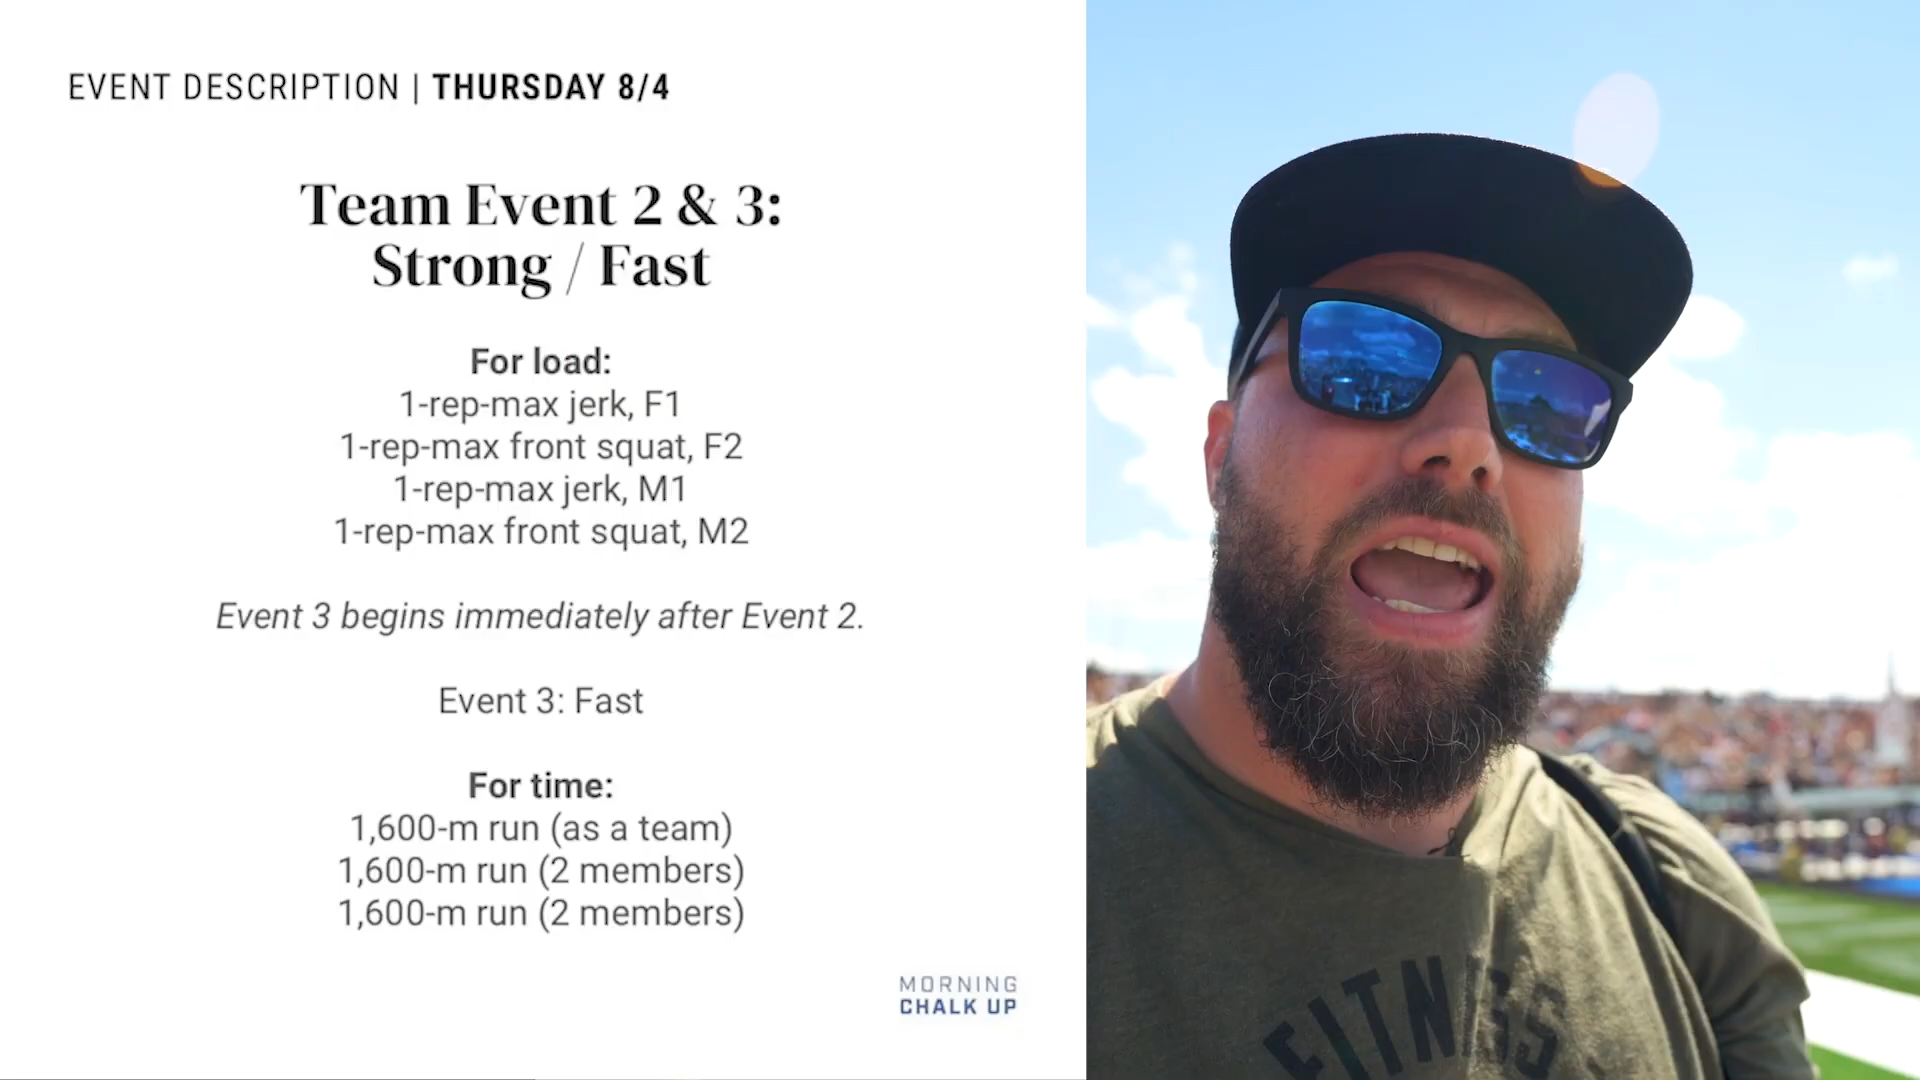 EVENT DESCRIPTION | THURSDAY 8/4
Team Event 2 & 3:
Strong / Fast
For load:
1-rep-max jerk, F1
1-rep-max front squat, F2
1-rep-max jerk, M1
1-rep-max front squat, M2
Event 3 begins immediately after Event 2.
Event 3: Fast
For time:
1,600-m run (as a team)
1,600-m run (2 members)
1,600-m run (2 members)
MORNING
CHALK UP
FITNESS